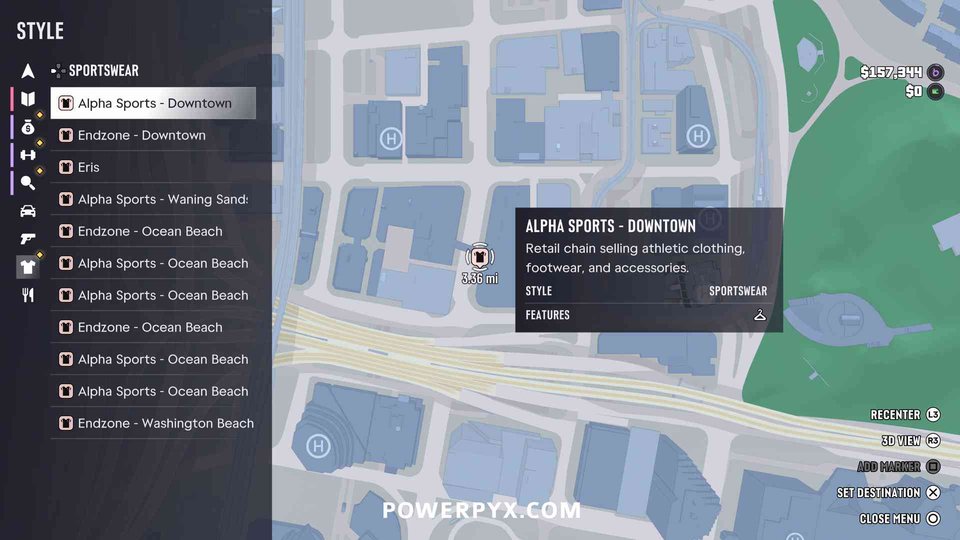 STYLE
SPORTSWEAR
Alpha Sports - Downtown
Endzone - Downtown
Eris
Alpha Sports - Waning Sands
Endzone - Ocean Beach
Alpha Sports - Ocean Beach
Alpha Sports - Ocean Beach
Endzone - Ocean Beach
Alpha Sports - Ocean Beach
Alpha Sports - Ocean Beach
Endzone - Washington Beach
$157,344
$0
H
H
H
3.36 mi
ALPHA SPORTS - DOWNTOWN
Retail chain selling athletic clothing,
footwear, and accessories.
STYLE SPORTSWEAR
FEATURES
H
RECENTER L3
3D VIEW R3
ADD MARKER
SET DESTINATION
CLOSE MENU
POWERPYX.COM